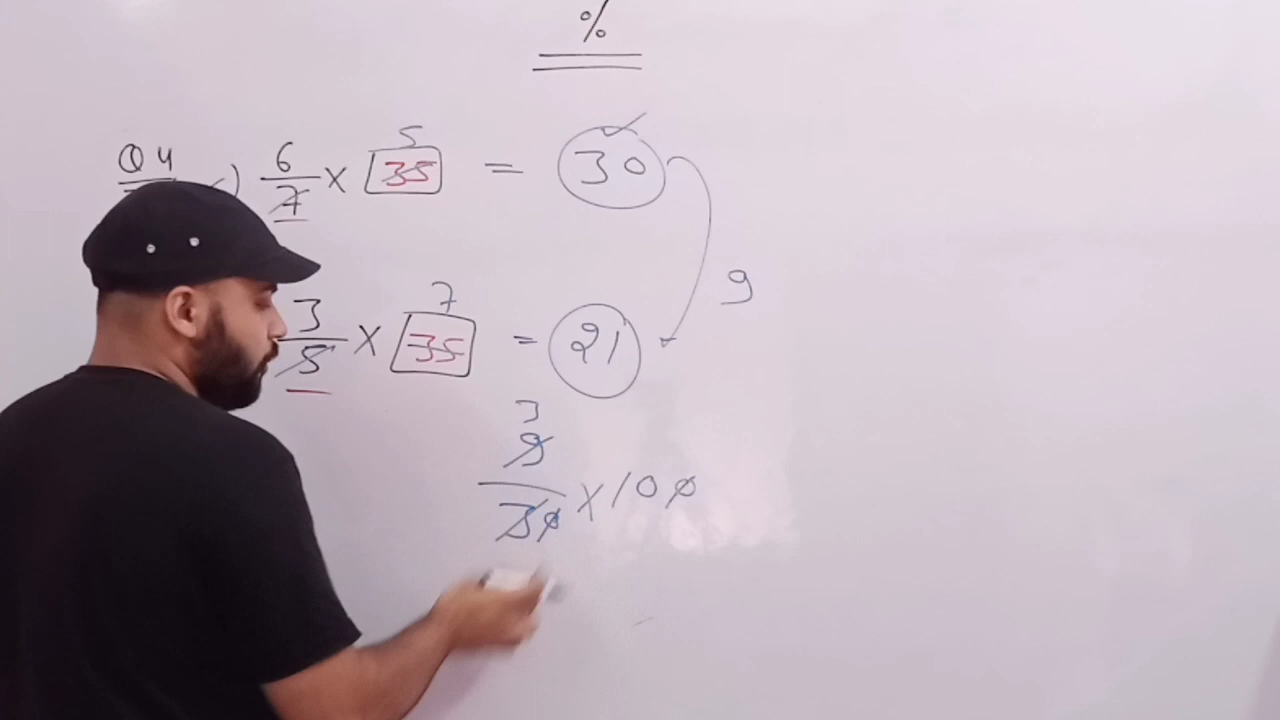 %
Q4 ) 6/7 × 35 5 = 30 ✓
9
3/5 × 35 7 = 21
3
9/30 × 100